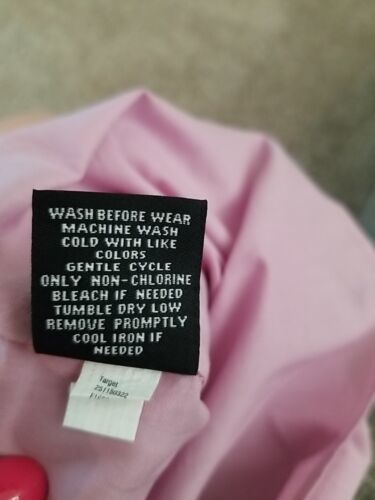 WASH BEFORE WEAR
MACHINE WASH
COLD WITH LIKE
COLORS
GENTLE CYCLE
ONLY NON-CHLORINE
BLEACH IF NEEDED
TUMBLE DRY LOW
REMOVE PROMPTLY
COOL IRON IF
NEEDED
Target